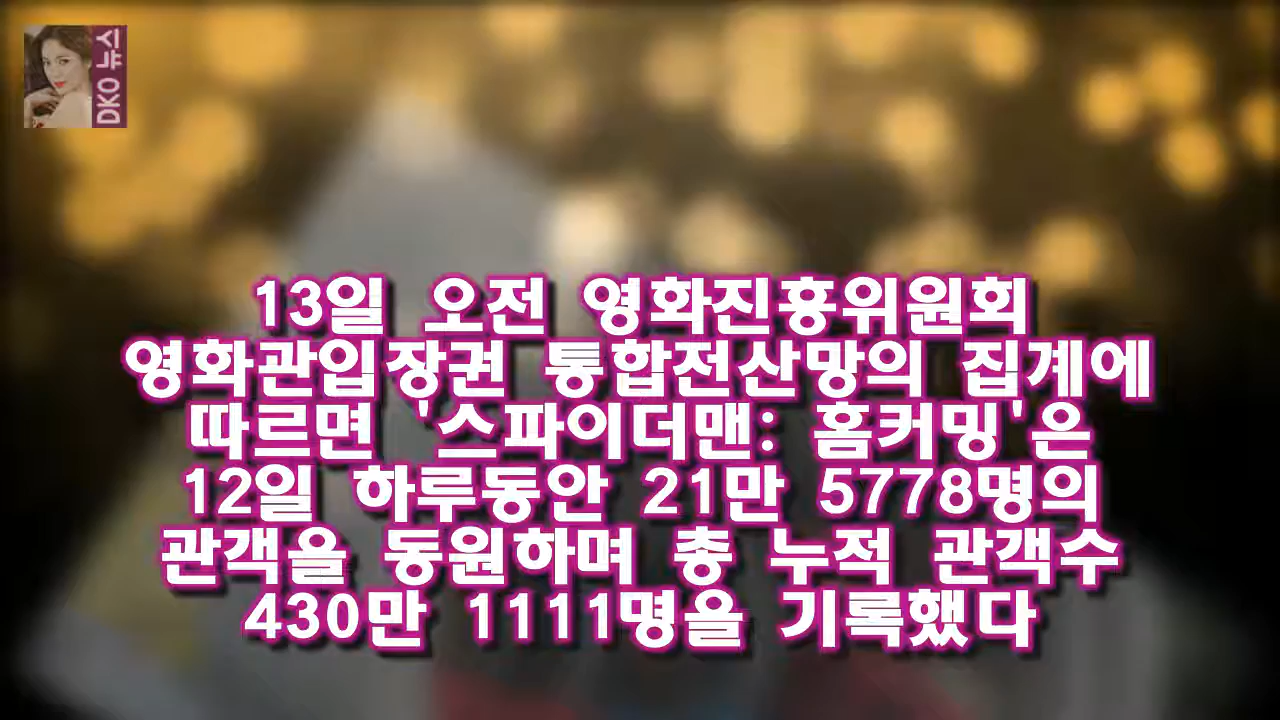 DKO 뉴스
13일 오전 영화진흥위원회
영화관입장권 통합전산망의 집계에
따르면 '스파이더맨: 홈커밍'은
12일 하루동안 21만 5778명의
관객을 동원하며 총 누적 관객수
430만 1111명을 기록했다